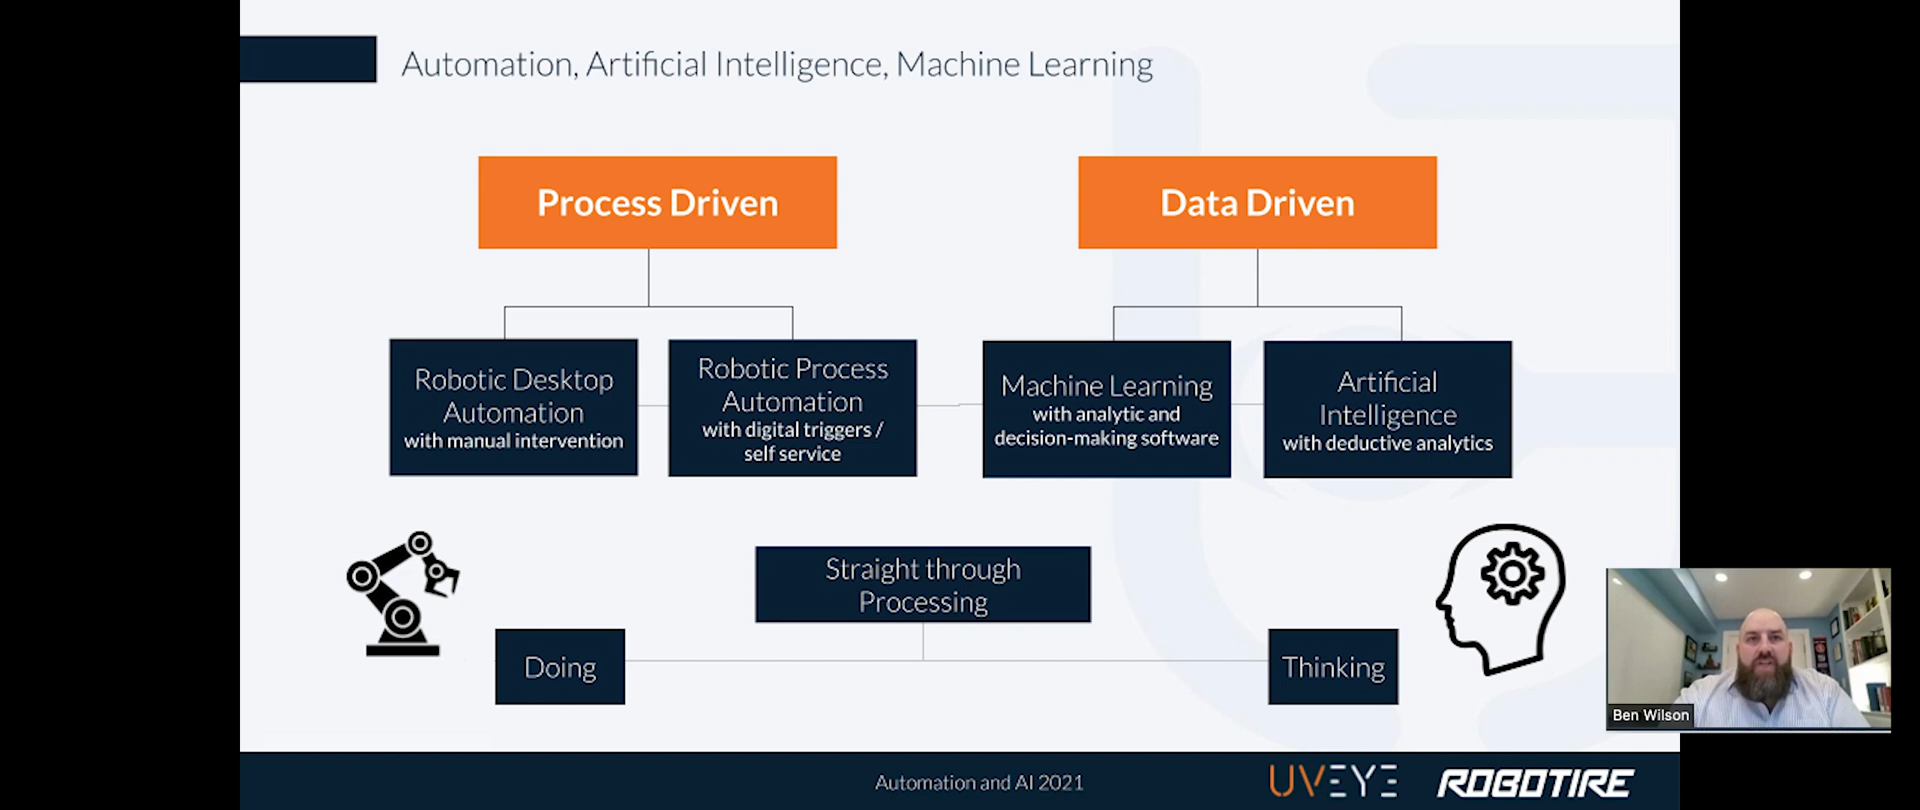 Automation, Artificial Intelligence, Machine Learning
Process Driven
Data Driven
Robotic Desktop
Automation
with manual intervention
Robotic Process
Automation
with digital triggers /
self service
Machine Learning
with analytic and
decision-making software
Artificial
Intelligence
with deductive analytics
Straight through
Processing
Doing
Thinking
Ben Wilson
Automation and AI 2021
UVEYE
ROBOTIRE